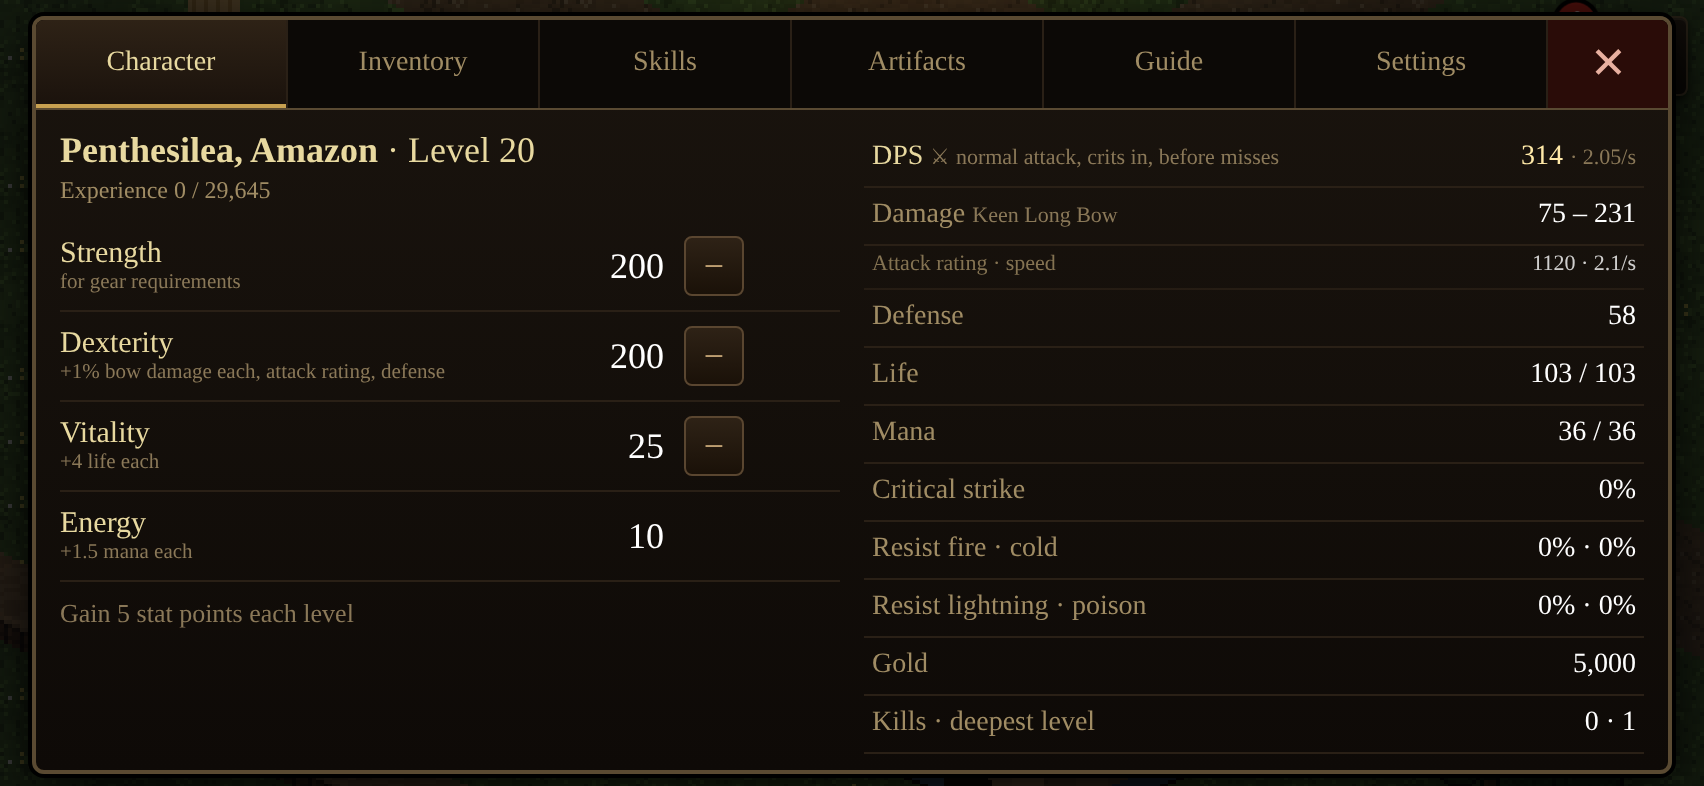 Character Inventory Skills Artifacts Guide Settings ✕
Penthesilea, Amazon · Level 20
Experience 0 / 29,645
Strength 200 −
for gear requirements
Dexterity 200 −
+1% bow damage each, attack rating, defense
Vitality 25 −
+4 life each
Energy 10
+1.5 mana each
Gain 5 stat points each level
DPS ⚔ normal attack, crits in, before misses 314 · 2.05/s
Damage Keen Long Bow 75 – 231
Attack rating · speed 1120 · 2.1/s
Defense 58
Life 103 / 103
Mana 36 / 36
Critical strike 0%
Resist fire · cold 0% · 0%
Resist lightning · poison 0% · 0%
Gold 5,000
Kills · deepest level 0 · 1